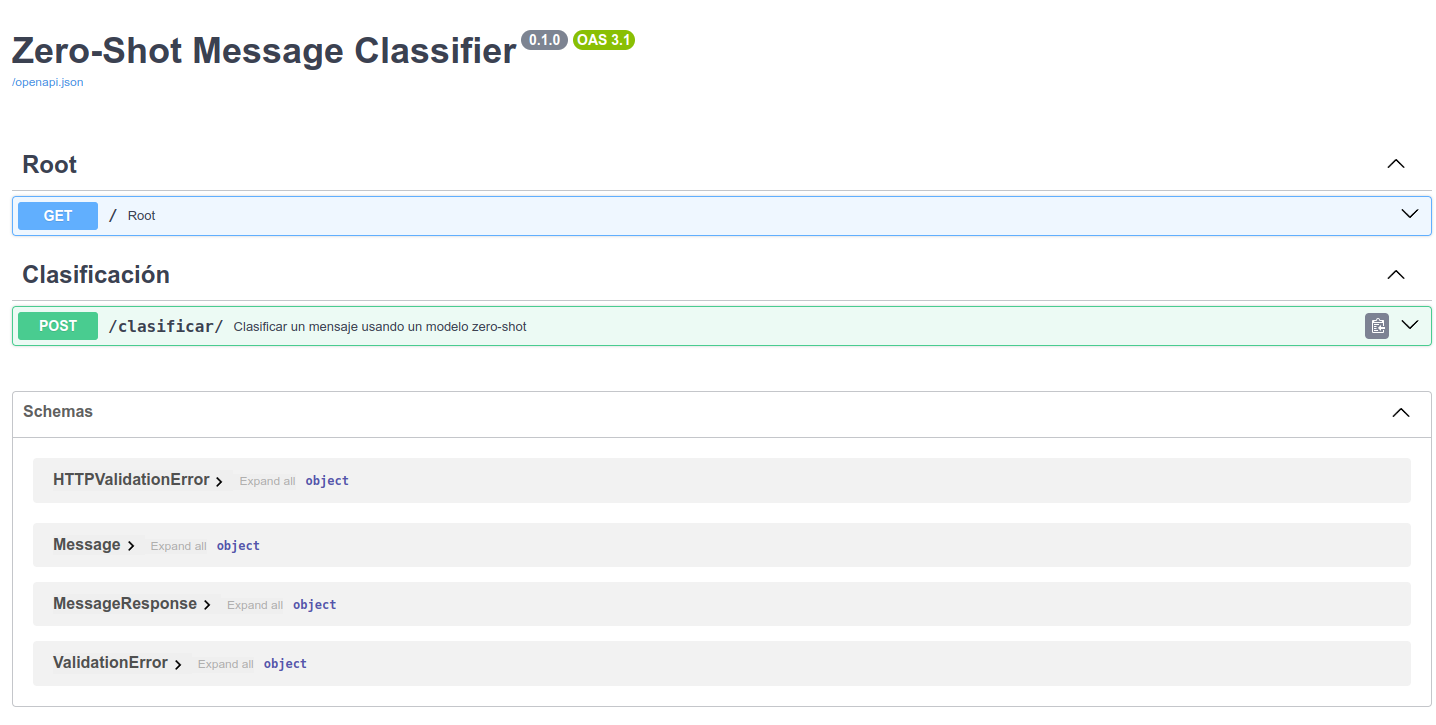 Zero-Shot Message Classifier 0.1.0 OAS 3.1
/openapi.json
Root
GET / Root
Clasificación
POST /clasificar/ Clasificar un mensaje usando un modelo zero-shot
Schemas
HTTPValidationError Expand all object
Message Expand all object
MessageResponse Expand all object
ValidationError Expand all object